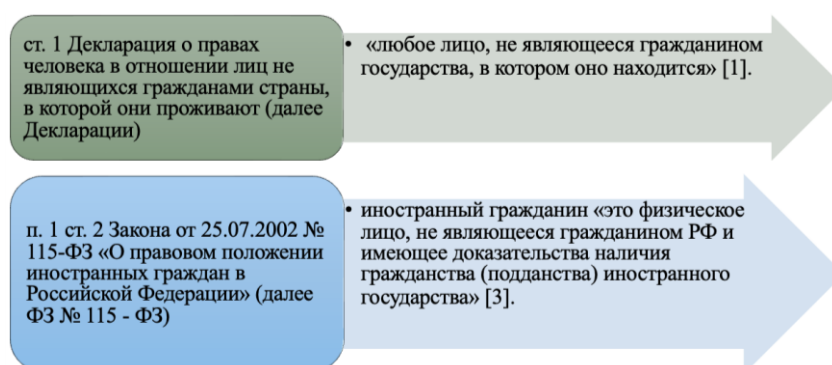 ст. 1 Декларация о правах
человека в отношении лиц не
являющихся гражданами страны,
в которой они проживают (далее
Декларации)
• «любое лицо, не являющееся гражданином
государства, в котором оно находится» [1].
п. 1 ст. 2 Закона от 25.07.2002 №
115-ФЗ «О правовом положении
иностранных граждан в
Российской Федерации» (далее
ФЗ № 115 - ФЗ)
• иностранный гражданин «это физическое
лицо, не являющееся гражданином РФ и
имеющее доказательства наличия
гражданства (подданства) иностранного
государства» [3].